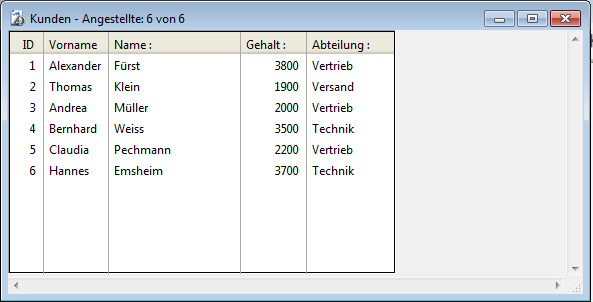 Kunden - Angestellte: 6 von 6
ID Vorname Name : Gehalt : Abteilung :
1 Alexander Fürst 3800 Vertrieb
2 Thomas Klein 1900 Versand
3 Andrea Müller 2000 Vertrieb
4 Bernhard Weiss 3500 Technik
5 Claudia Pechmann 2200 Vertrieb
6 Hannes Emsheim 3700 Technik